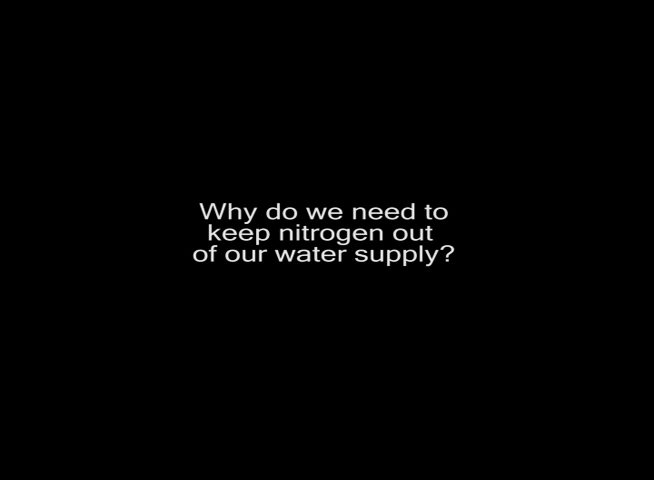 Why do we need to
keep nitrogen out
of our water supply?